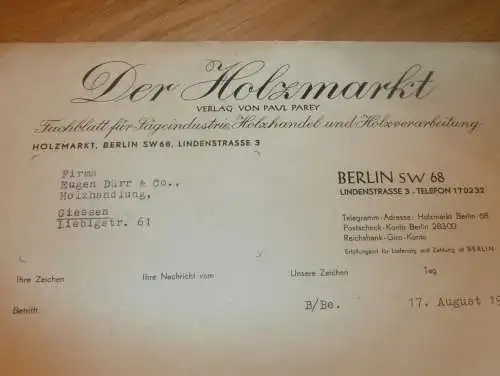 Der Holzmarkt
VERLAG VON PAUL PAREY
Fachblatt für Sägeindustrie, Holzhandel und Holzverarbeitung
HOLZMARKT, BERLIN SW68, LINDENSTRASSE 3
Firma
Eugen Dürr & Co.,
Holzhandlung,
Giessen
Liebigstr. 61
BERLIN SW 68
LINDENSTRASSE 3 - TELEFON 170232
Telegramm-Adresse: Holzmarkt Berlin 68
Postscheck-Konto Berlin 28300
Reichsbank-Giro-Konto
Erfüllungsort für Lieferung und Zahlung ist BERLIN
Ihre Zeichen Ihre Nachricht vom Unsere Zeichen Tag
Betrifft: B/Be. 17. August 19